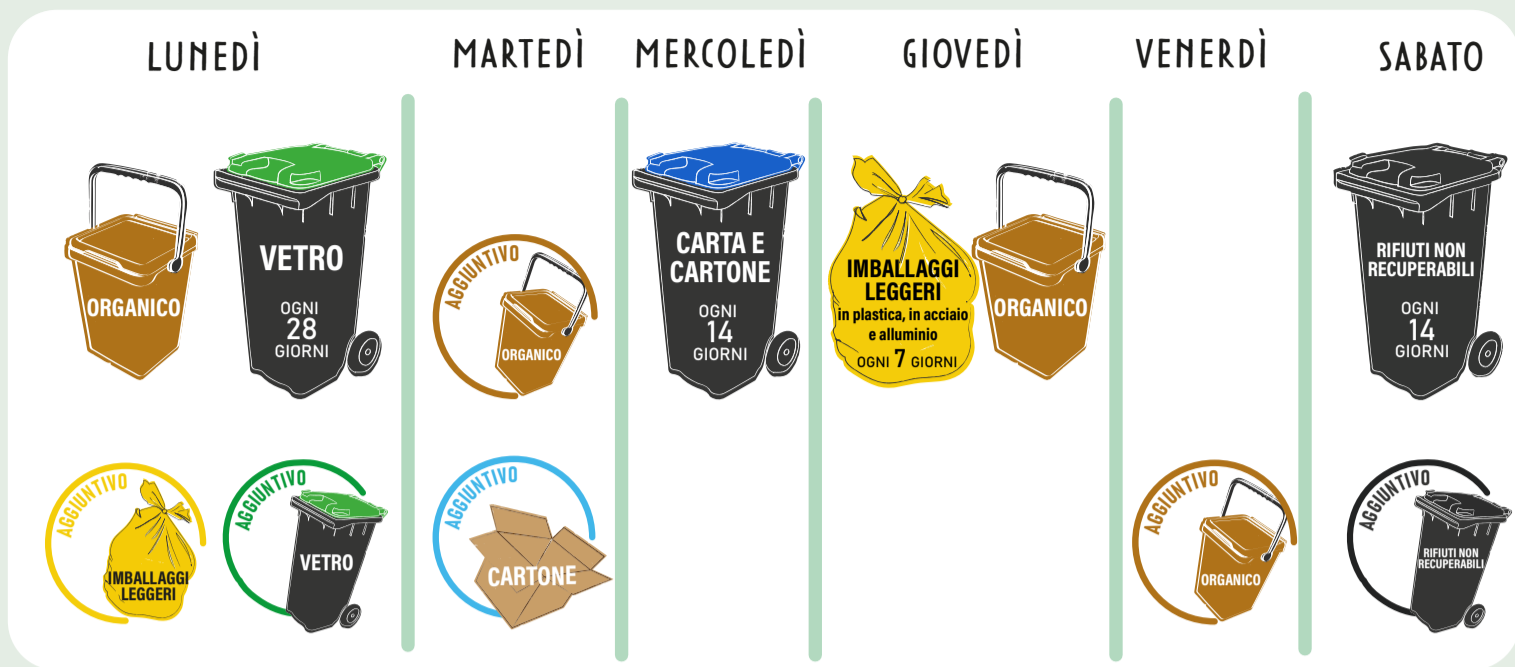 LUNEDÌ
MARTEDÌ
MERCOLEDÌ
GIOVEDÌ
VENERDÌ
SABATO
ORGANICO
VETRO
OGNI
28
GIORNI
AGGIUNTIVO
IMBALLAGGI
LEGGERI
AGGIUNTIVO
VETRO
AGGIUNTIVO
ORGANICO
AGGIUNTIVO
CARTONE
CARTA E
CARTONE
OGNI
14
GIORNI
IMBALLAGGI
LEGGERI
in plastica, in acciaio
e alluminio
OGNI 7 GIORNI
ORGANICO
AGGIUNTIVO
ORGANICO
RIFIUTI NON
RECUPERABILI
OGNI
14
GIORNI
AGGIUNTIVO
RIFIUTI NON
RECUPERABILI